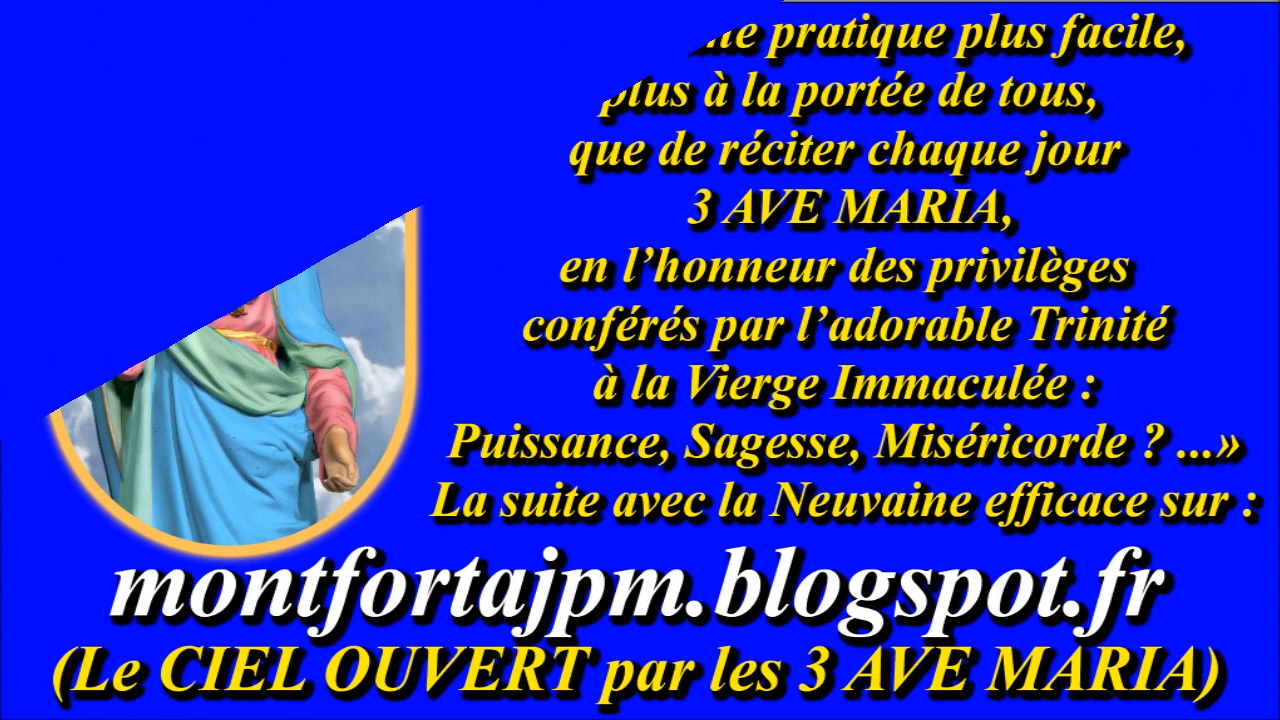 pratique plus facile,
plus à la portée de tous,
que de réciter chaque jour
3 AVE MARIA,
en l’honneur des privilèges
conférés par l’adorable Trinité
à la Vierge Immaculée :
Puissance, Sagesse, Miséricorde ? ...»
La suite avec la Neuvaine efficace sur :
montfortajpm.blogspot.fr
(Le CIEL OUVERT par les 3 AVE MARIA)